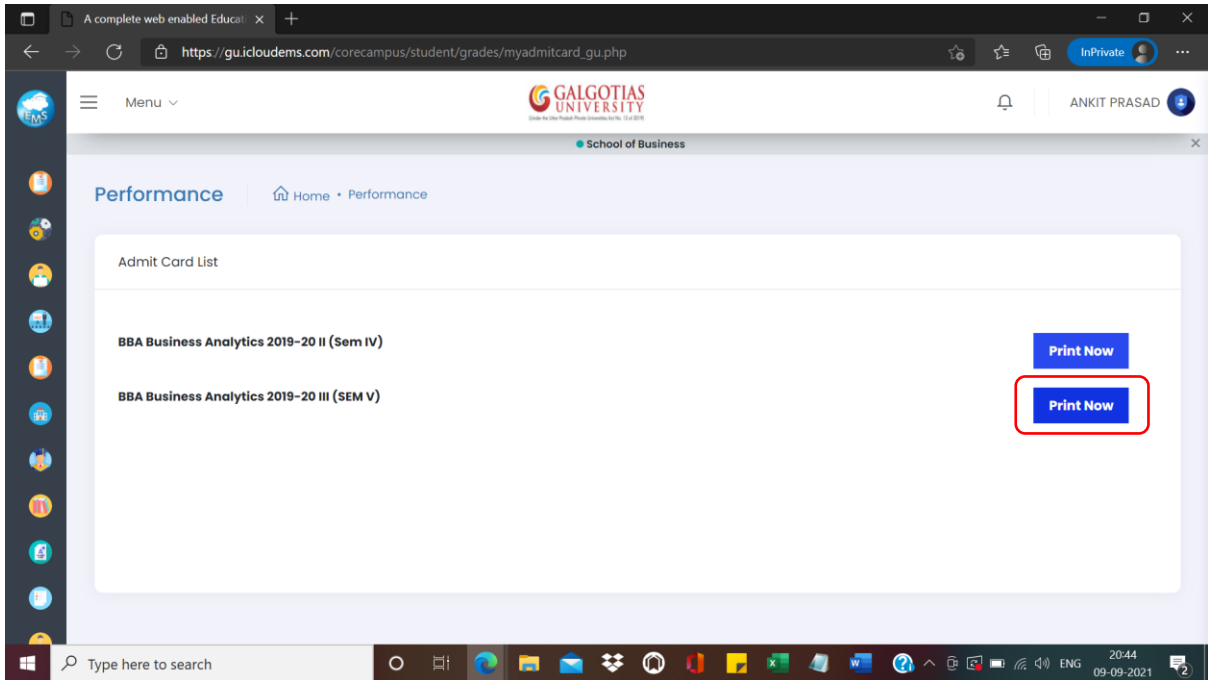 A complete web enabled Educati
https://gu.icloudems.com/corecampus/student/grades/myadmitcard_gu.php
InPrivate
EMS
Menu
GALGOTIAS
UNIVERSITY
ANKIT PRASAD
School of Business
Performance
Home • Performance
Admit Card List
BBA Business Analytics 2019-20 II (Sem IV)
Print Now
BBA Business Analytics 2019-20 III (SEM V)
Print Now
Type here to search
ENG
20:44
09-09-2021
2